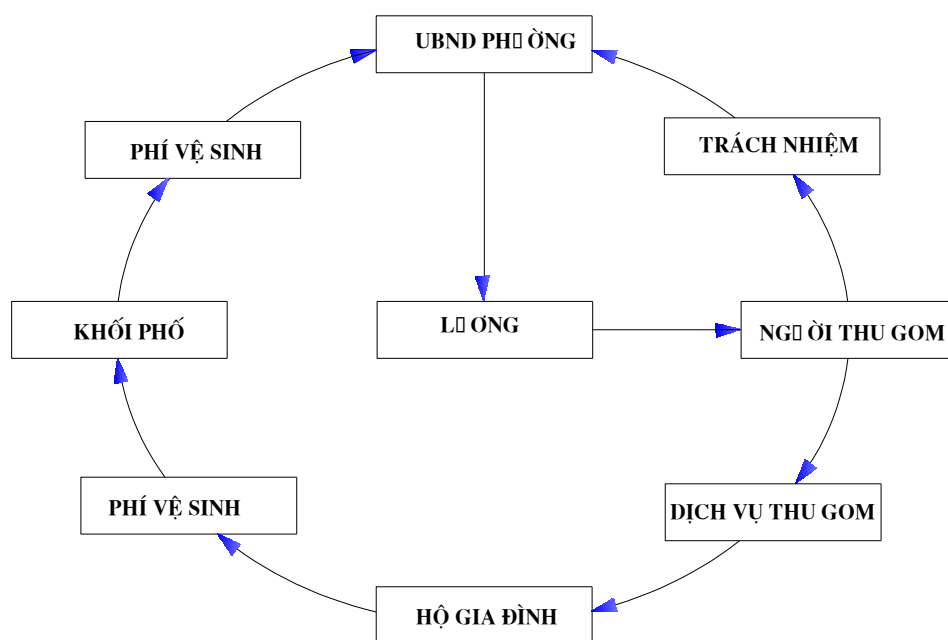 UBND PH□ ỜNG
PHÍ VỆ SINH
TRÁCH NHIỆM
KHỐI PHỐ
L□ ƠNG
NG□ ỜI THU GOM
PHÍ VỆ SINH
DỊCH VỤ THU GOM
HỘ GIA ĐÌNH